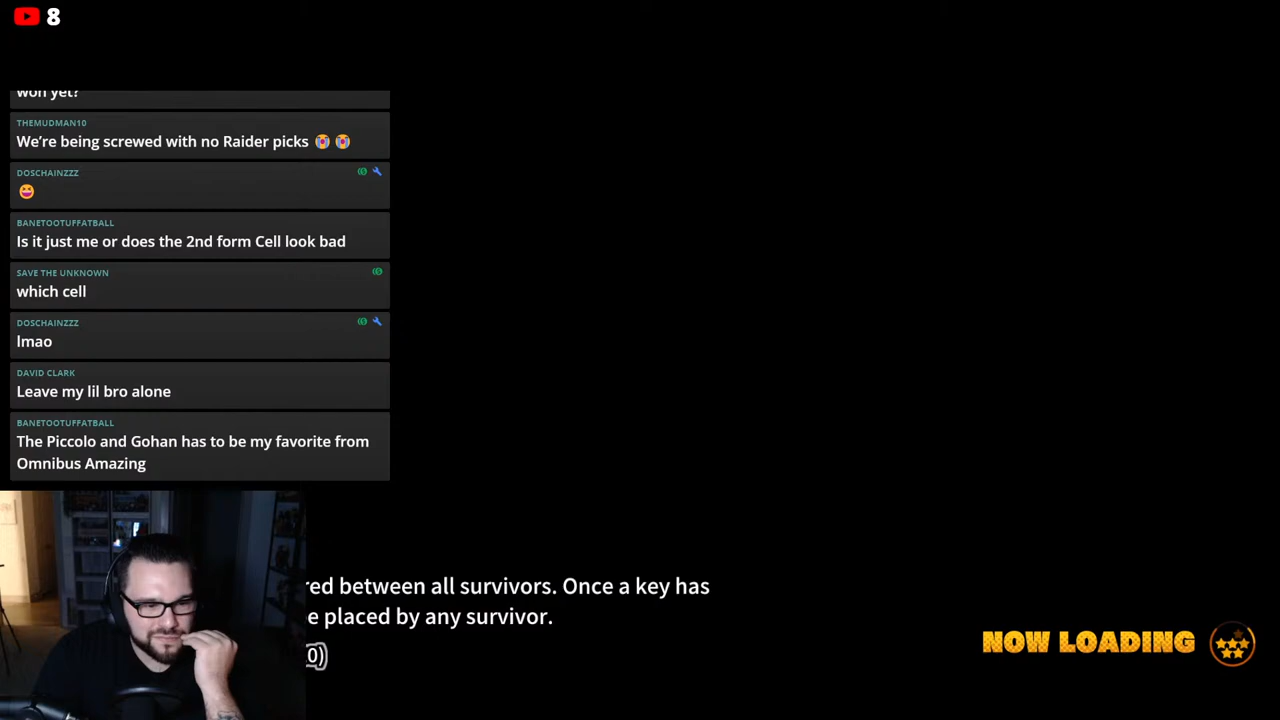 8
won yet?
THEMUDMAN10
We’re being screwed with no Raider picks 😭 😭
DOSCHAINZZZ
😆
BANETOOTUFFATBALL
Is it just me or does the 2nd form Cell look bad
SAVE THE UNKNOWN
which cell
DOSCHAINZZZ
lmao
DAVID CLARK
Leave my lil bro alone
BANETOOTUFFATBALL
The Piccolo and Gohan has to be my favorite from
Omnibus Amazing
between all survivors. Once a key has
placed by any survivor.
NOW LOADING